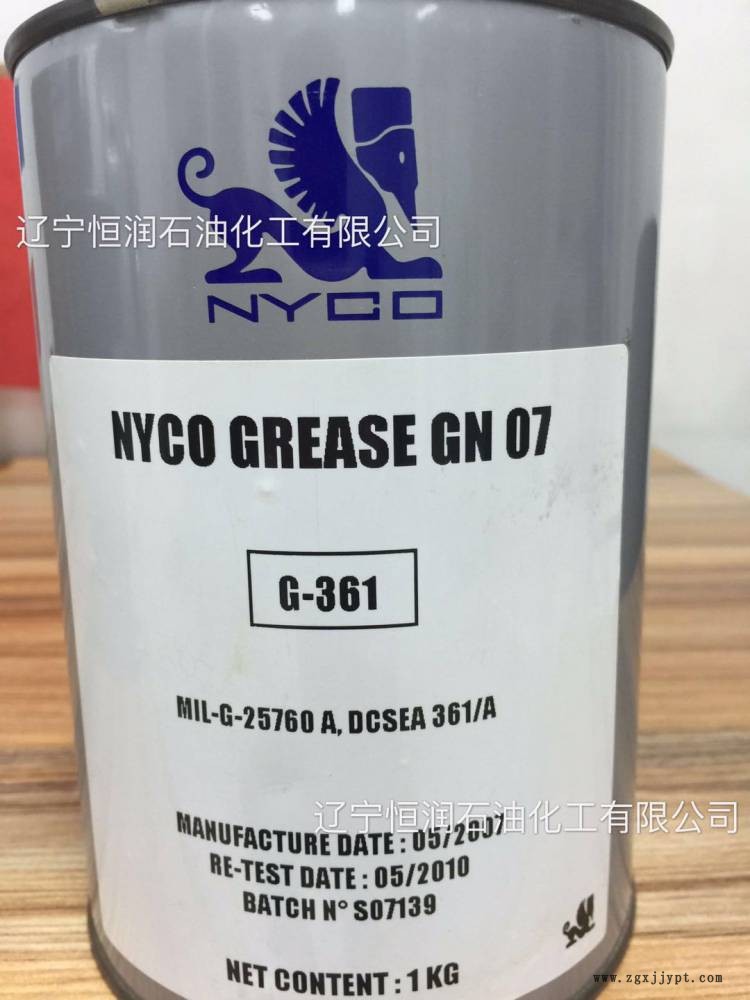 辽宁恒润石油化工有限公司
NYCO
NYCO GREASE GN 07
G-361
MIL-G-25760 A, DCSEA 361/A
辽宁恒润石油化工有限公司
MANUFACTURE DATE : 05/2007
RE-TEST DATE : 05/2010
BATCH N° S07139
NET CONTENT : 1 KG
www.zgxjjypt.com